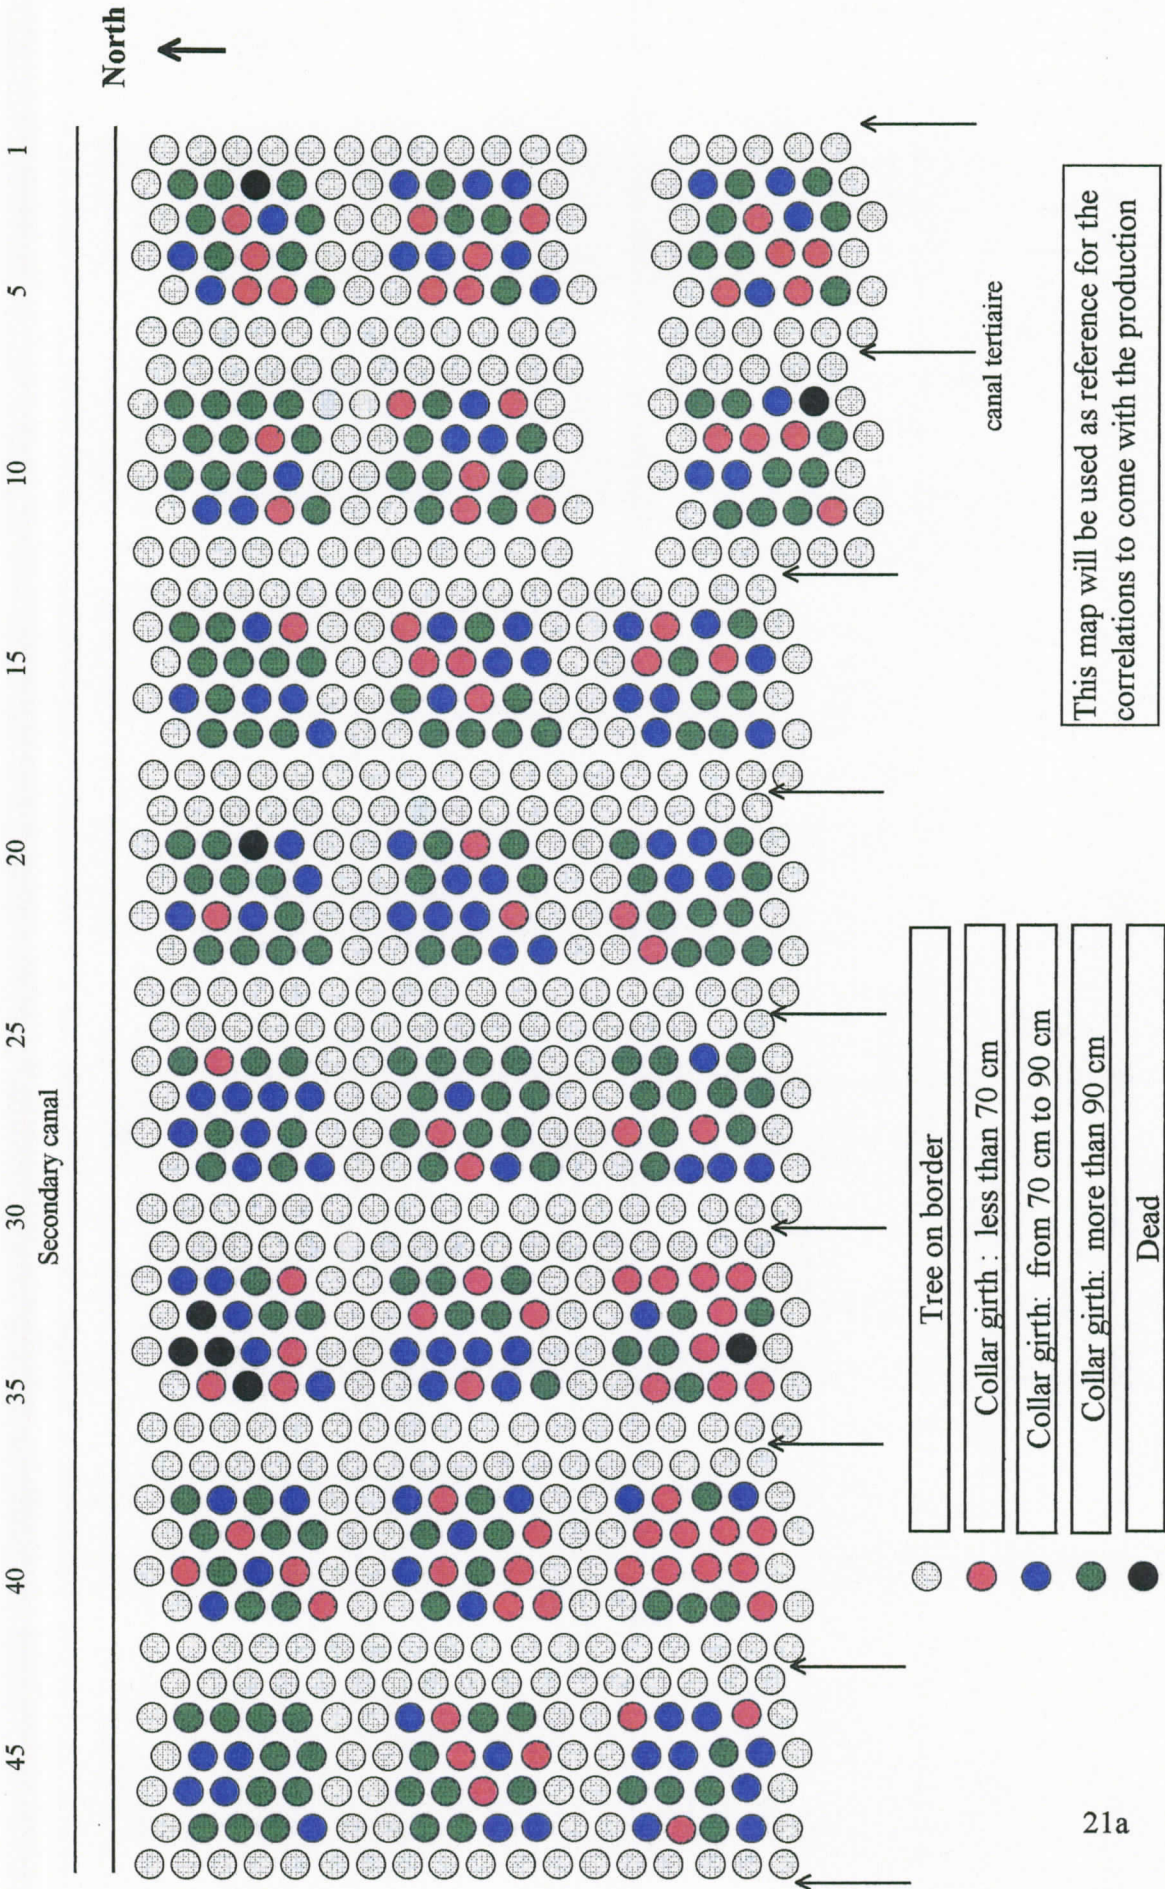 North
1
5
10
15
20
25
30
35
40
45
Secondary canal
canal tertiaire
This map will be used as reference for the
correlations to come with the production
Tree on border
Collar girth : less than 70 cm
Collar girth: from 70 cm to 90 cm
Collar girth: more than 90 cm
Dead
21a